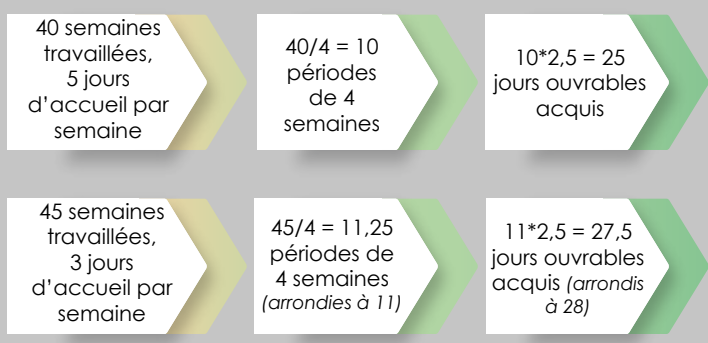 40 semaines
travaillées,
5 jours
d’accueil par
semaine
40/4 = 10
périodes
de 4
semaines
10*2,5 = 25
jours ouvrables
acquis
45 semaines
travaillées,
3 jours
d’accueil par
semaine
45/4 = 11,25
périodes de
4 semaines
(arrondies à 11)
11*2,5 = 27,5
jours ouvrables
acquis (arrondis
à 28)